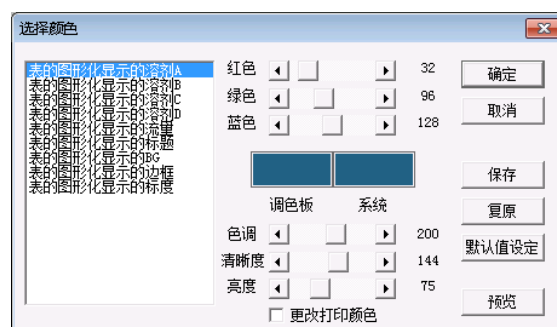 选择颜色
表的图形化显示的溶剂A
表的图形化显示的溶剂B
表的图形化显示的溶剂C
表的图形化显示的溶剂D
表的图形化显示的流量
表的图形化显示的标题
表的图形化显示的BG
表的图形化显示的边框
表的图形化显示的标度
红色 32
绿色 96
蓝色 128
调色板 系统
色调 200
清晰度 144
亮度 75
更改打印颜色
确定
取消
保存
复原
默认值设定
预览